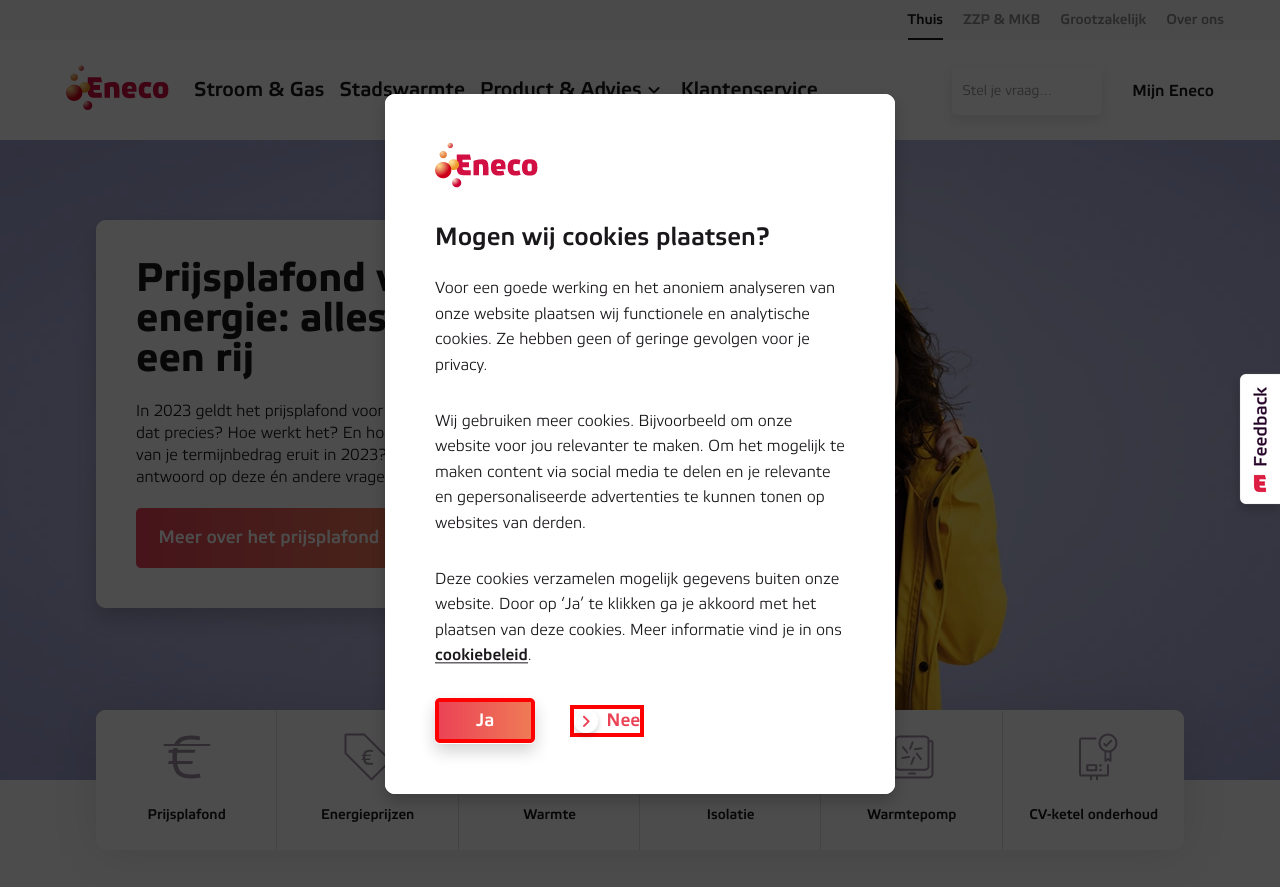 Thuis ZZP & MKB Grootzakelijk Over ons
Eneco Stroom & Gas Stadswarmte Product & Advies Klantenservice Stel je vraag... Mijn Eneco
Eneco
Mogen wij cookies plaatsen?
Voor een goede werking en het anoniem analyseren van
onze website plaatsen wij functionele en analytische
cookies. Ze hebben geen of geringe gevolgen voor je
privacy.
Wij gebruiken meer cookies. Bijvoorbeeld om onze
website voor jou relevanter te maken. Om het mogelijk te
maken content via social media te delen en je relevante
en gepersonaliseerde advertenties te kunnen tonen op
websites van derden.
Deze cookies verzamelen mogelijk gegevens buiten onze
website. Door op ‘Ja’ te klikken ga je akkoord met het
plaatsen van deze cookies. Meer informatie vind je in ons
cookiebeleid.
Ja Nee
Prijsplafond
energie: alles
een rij
In 2023 geldt het prijsplafond voor
dat precies? Hoe werkt het? En
van je termijnbedrag eruit in 2023?
antwoord op deze én andere
Meer over het prijsplafond
Feedback
Prijsplafond Energieprijzen Warmte Isolatie Warmtepomp CV-ketel onderhoud